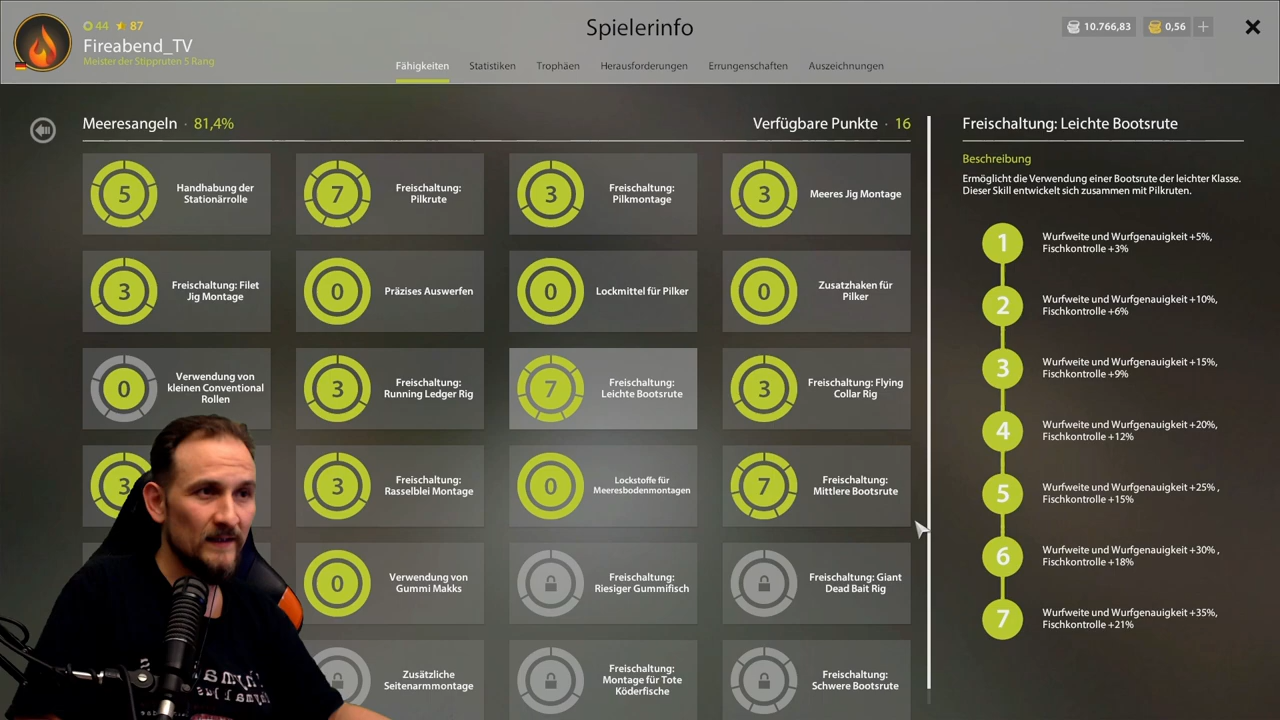 44 87
Fireabend_TV
Meister der Stippruten 5 Rang
Spielerinfo
10.766,83 0,56 +
Fähigkeiten Statistiken Trophäen Herausforderungen Errungenschaften Auszeichnungen
Meeresangeln · 81,4%
Verfügbare Punkte · 16
5 Handhabung der
Stationärrolle
7 Freischaltung:
Pilkrute
3 Freischaltung:
Pilkmontage
3 Meeres Jig Montage
3 Freischaltung: Filet
Jig Montage
0 Präzises Auswerfen
0 Lockmittel für Pilker
0 Zusatzhaken für
Pilker
0 Verwendung von
kleinen Conventional
Rollen
3 Freischaltung:
Running Ledger Rig
7 Freischaltung:
Leichte Bootsrute
3 Freischaltung: Flying
Collar Rig
3
3 Freischaltung:
Rasselblei Montage
0 Lockstoffe für
Meeresbodenmontagen
7 Freischaltung:
Mittlere Bootsrute
0 Verwendung von
Gummi Makks
Freischaltung:
Riesiger Gummifisch
Freischaltung: Giant
Dead Bait Rig
Zusätzliche
Seitenarmmontage
Freischaltung:
Montage für Tote
Köderfische
Freischaltung:
Schwere Bootsrute
Freischaltung: Leichte Bootsrute
Beschreibung
Ermöglicht die Verwendung einer Bootsrute der leichter Klasse.
Dieser Skill entwickelt sich zusammen mit Pilkruten.
1 Wurfweite und Wurfgenauigkeit +5%,
Fischkontrolle +3%
2 Wurfweite und Wurfgenauigkeit +10%,
Fischkontrolle +6%
3 Wurfweite und Wurfgenauigkeit +15%,
Fischkontrolle +9%
4 Wurfweite und Wurfgenauigkeit +20%,
Fischkontrolle +12%
5 Wurfweite und Wurfgenauigkeit +25% ,
Fischkontrolle +15%
6 Wurfweite und Wurfgenauigkeit +30% ,
Fischkontrolle +18%
7 Wurfweite und Wurfgenauigkeit +35%,
Fischkontrolle +21%